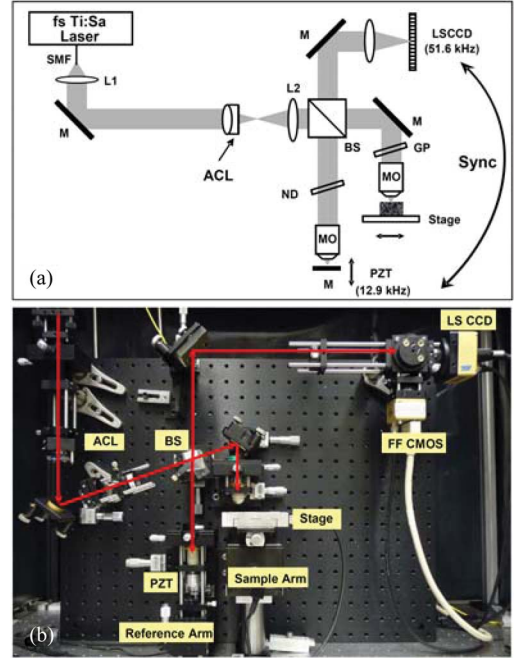 fs Ti:Sa
Laser
SMF
L1
M
ACL
L2
BS
M
LSCCD
(51.6 kHz)
M
GP
MO
Stage
Sync
ND
MO
M
PZT
(12.9 kHz)
(a)
LS CCD
ACL
BS
FF CMOS
Stage
PZT
Sample Arm
Reference Arm
(b)